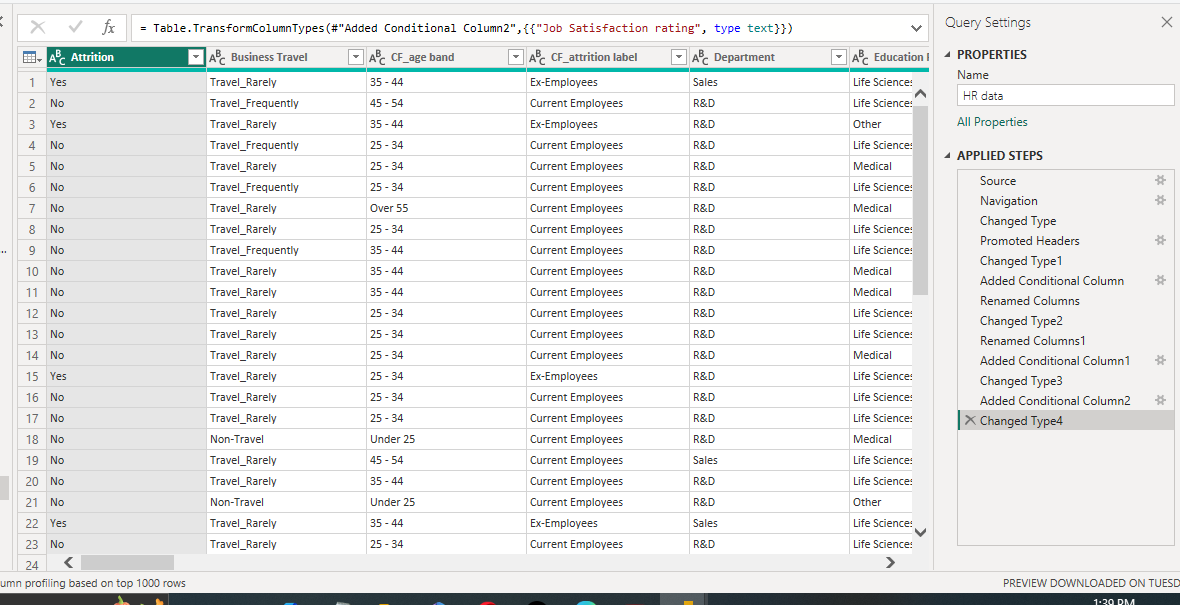 fx = Table.TransformColumnTypes(#"Added Conditional Column2",{{"Job Satisfaction rating", type text}})
ABC Attrition ABC Business Travel ABC CF_age band ABC CF_attrition label ABC Department ABC Education
1 Yes Travel_Rarely 35 - 44 Ex-Employees Sales Life Sciences
2 No Travel_Frequently 45 - 54 Current Employees R&D Life Sciences
3 Yes Travel_Rarely 35 - 44 Ex-Employees R&D Other
4 No Travel_Frequently 25 - 34 Current Employees R&D Life Sciences
5 No Travel_Rarely 25 - 34 Current Employees R&D Medical
6 No Travel_Frequently 25 - 34 Current Employees R&D Life Sciences
7 No Travel_Rarely Over 55 Current Employees R&D Medical
8 No Travel_Rarely 25 - 34 Current Employees R&D Life Sciences
9 No Travel_Frequently 35 - 44 Current Employees R&D Life Sciences
10 No Travel_Rarely 35 - 44 Current Employees R&D Medical
11 No Travel_Rarely 35 - 44 Current Employees R&D Medical
12 No Travel_Rarely 25 - 34 Current Employees R&D Life Sciences
13 No Travel_Rarely 25 - 34 Current Employees R&D Life Sciences
14 No Travel_Rarely 25 - 34 Current Employees R&D Medical
15 Yes Travel_Rarely 25 - 34 Ex-Employees R&D Life Sciences
16 No Travel_Rarely 25 - 34 Current Employees R&D Life Sciences
17 No Travel_Rarely 25 - 34 Current Employees R&D Life Sciences
18 No Non-Travel Under 25 Current Employees R&D Medical
19 No Travel_Rarely 45 - 54 Current Employees Sales Life Sciences
20 No Travel_Rarely 35 - 44 Current Employees R&D Life Sciences
21 No Non-Travel Under 25 Current Employees R&D Other
22 Yes Travel_Rarely 35 - 44 Ex-Employees Sales Life Sciences
23 No Travel_Rarely 25 - 34 Current Employees R&D Life Sciences
24
Query Settings
PROPERTIES
Name
HR data
All Properties
APPLIED STEPS
Source
Navigation
Changed Type
Promoted Headers
Changed Type1
Added Conditional Column
Renamed Columns
Changed Type2
Renamed Columns1
Added Conditional Column1
Changed Type3
Added Conditional Column2
Changed Type4
umn profiling based on top 1000 rows
PREVIEW DOWNLOADED ON TUESD
1:39 PM